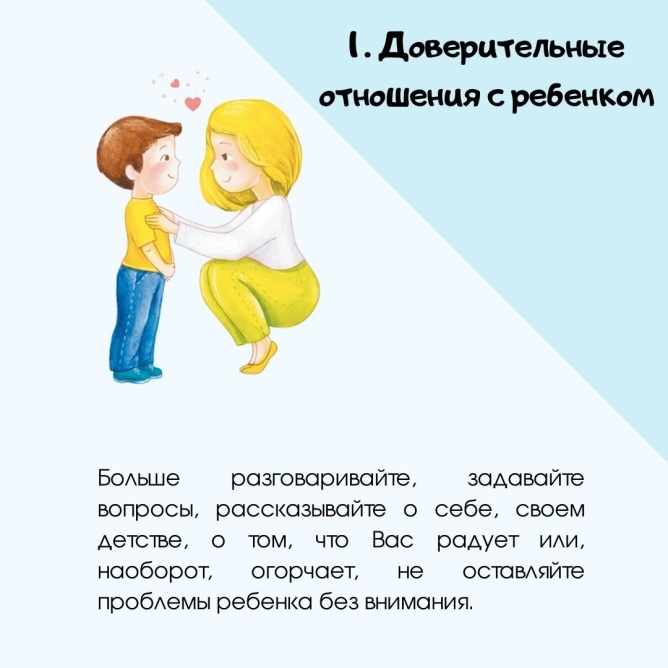 1. Доверительные
отношения с ребенком
Больше разговаривайте, задавайте
вопросы, рассказывайте о себе, своем
детстве, о том, что Вас радует или,
наоборот, огорчает, не оставляйте
проблемы ребенка без внимания.